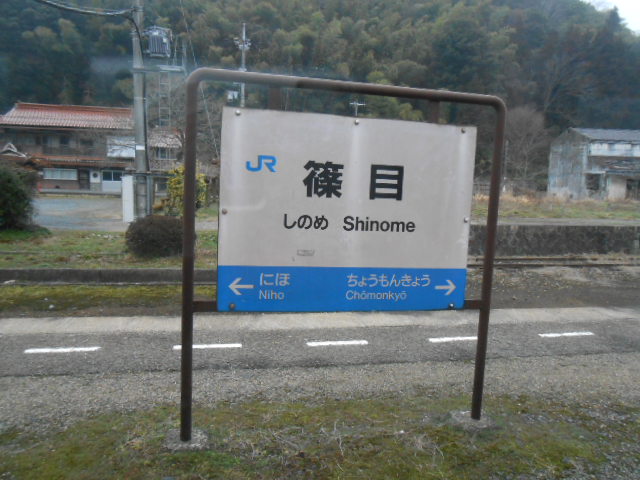 JR 篠目
しのめ Shinome
← にほ ちょうもんきょう →
Niho Chōmonkyō